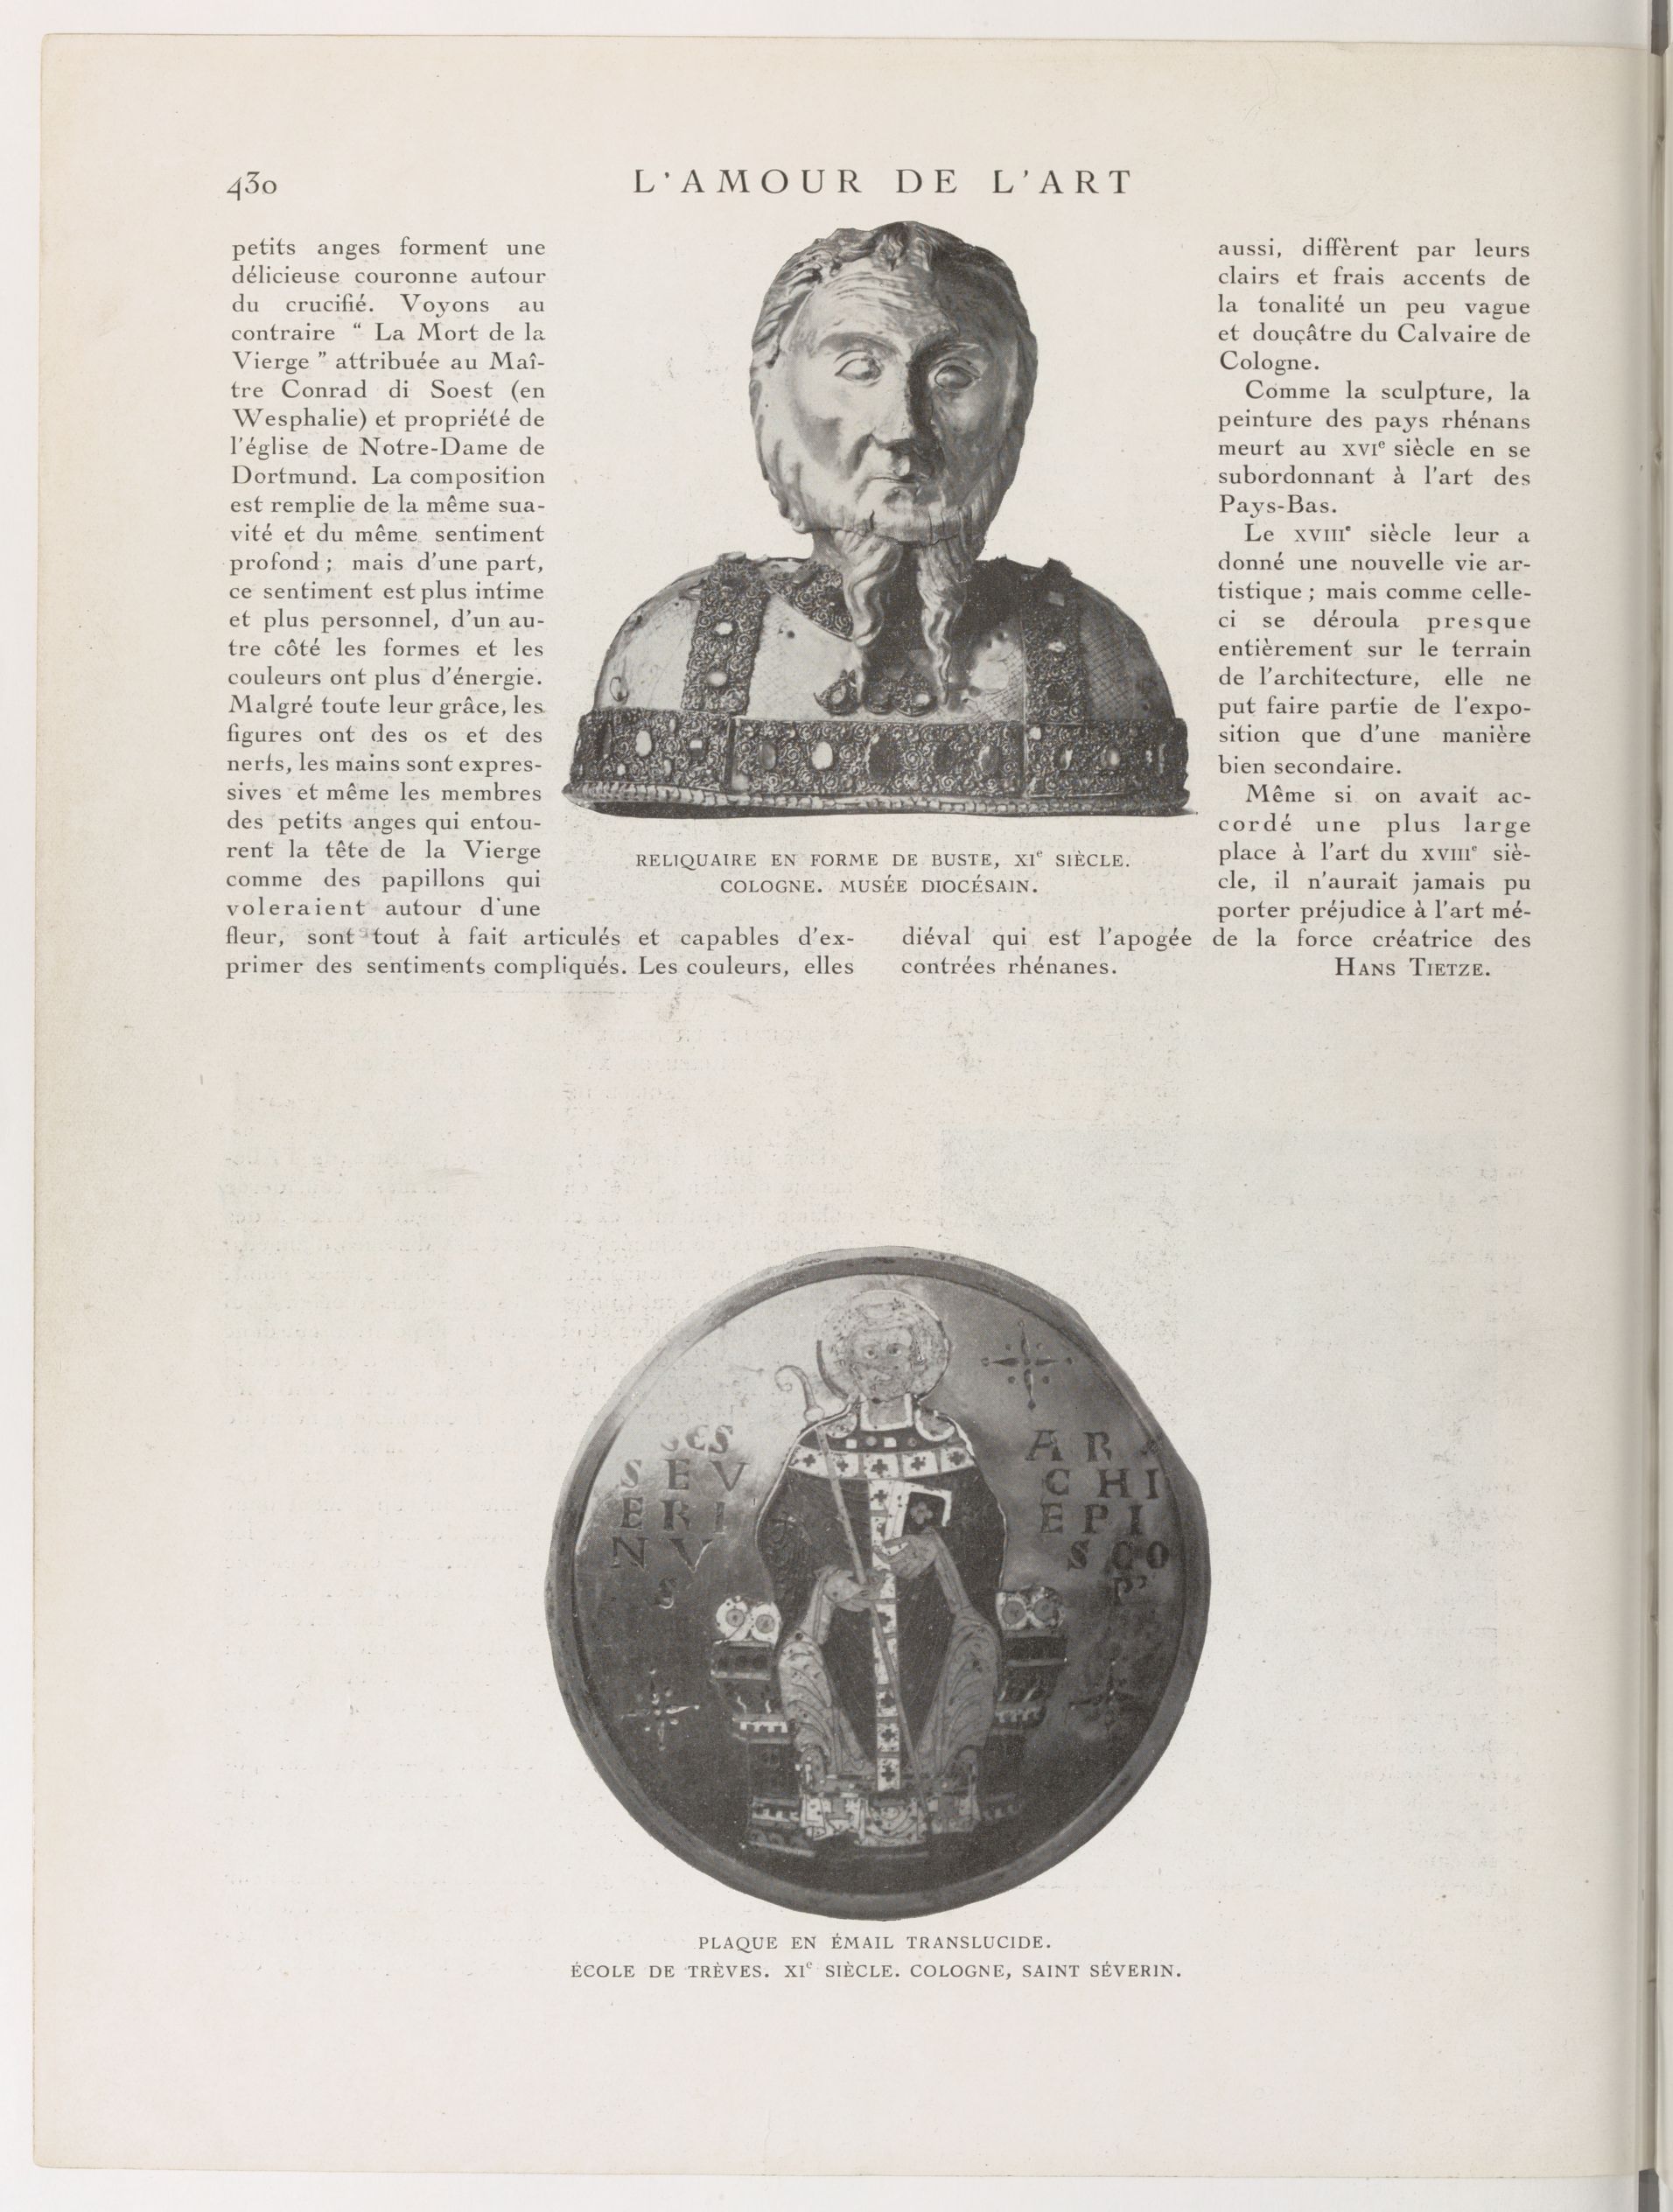 430
L'AMOUR DE L'ART
petits anges forment une
délicieuse couronne autour
du crucifié. Voyons au
contraire “ La Mort de la
Vierge ” attribuée au Maî-
tre Conrad di Soest (en
Wesphalie) et propriété de
l'église de Notre-Dame de
Dortmund. La composition
est remplie de la même sua-
vité et du même sentiment
profond ; mais d'une part,
ce sentiment est plus intime
et plus personnel, d'un au-
tre côté les formes et les
couleurs ont plus d'énergie.
Malgré toute leur grâce, les
figures ont des os et des
nerfs, les mains sont expres-
sives et même les membres
des petits anges qui entou-
rent la tête de la Vierge
comme des papillons qui
voleraient autour d'une
fleur, sont tout à fait articulés et capables d'ex-
primer des sentiments compliqués. Les couleurs, elles
RELIQUAIRE EN FORME DE BUSTE, XIe SIÈCLE.
COLOGNE. MUSÉE DIOCÉSAIN.
aussi, diffèrent par leurs
clairs et frais accents de
la tonalité un peu vague
et douçâtre du Calvaire de
Cologne.
Comme la sculpture, la
peinture des pays rhénans
meurt au XVIe siècle en se
subordonnant à l'art des
Pays-Bas.
Le XVIIIe siècle leur a
donné une nouvelle vie ar-
tistique ; mais comme celle-
ci se déroula presque
entièrement sur le terrain
de l'architecture, elle ne
put faire partie de l'expo-
sition que d'une manière
bien secondaire.
Même si on avait ac-
cordé une plus large
place à l'art du XVIIIe siè-
cle, il n'aurait jamais pu
porter préjudice à l'art mé-
diéval qui est l'apogée de la force créatrice des
contrées rhénanes.
HANS TIETZE.
SCS
SEV
ERI
NV
S
AR
CHI
EPI
SCO
P'
PLAQUE EN ÉMAIL TRANSLUCIDE.
ÉCOLE DE TRÈVES. XIe SIÈCLE. COLOGNE, SAINT SÉVERIN.